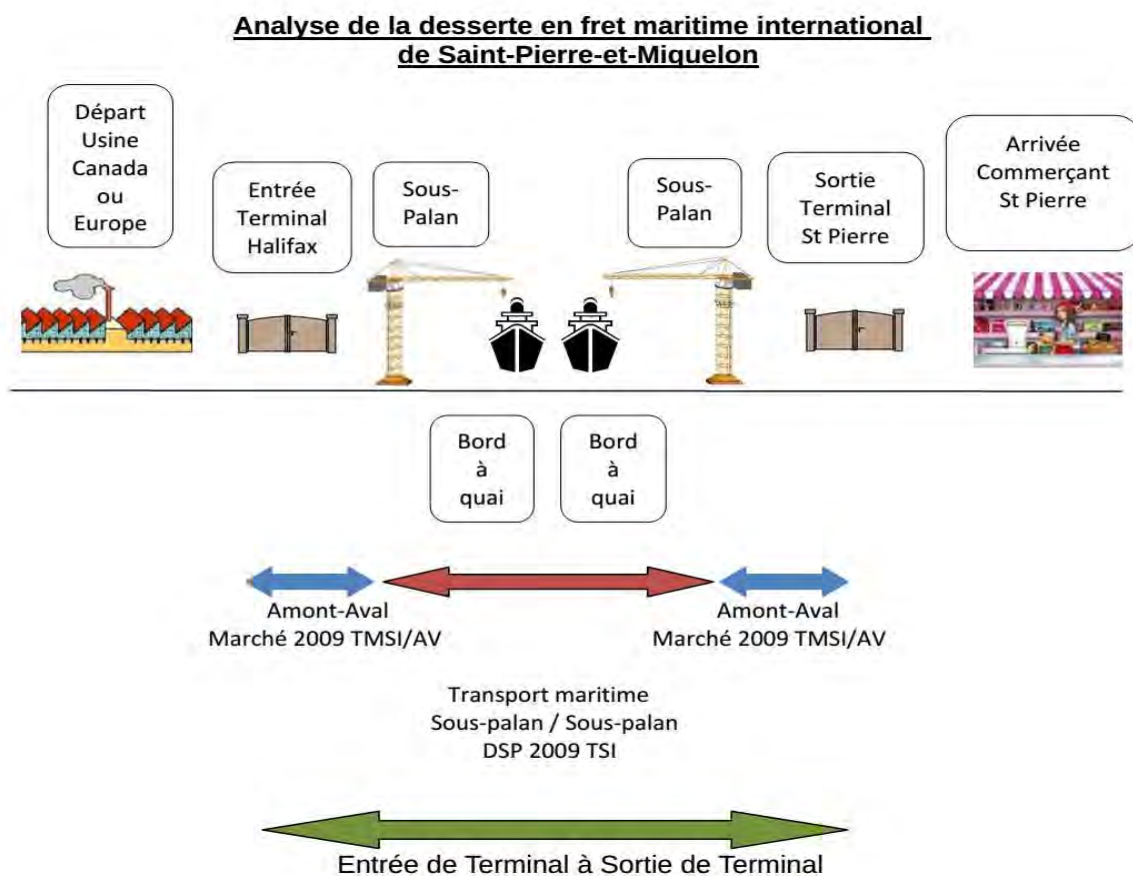 Analyse de la desserte en fret maritime international
de Saint-Pierre-et-Miquelon
Départ
Usine
Canada
ou
Europe
Entrée
Terminal
Halifax
Sous-
Palan
Sous-
Palan
Sortie
Terminal
St Pierre
Arrivée
Commerçant
St Pierre
Bord
à
quai
Bord
à
quai
Amont-Aval
Marché 2009 TMSI/AV
Amont-Aval
Marché 2009 TMSI/AV
Transport maritime
Sous-palan / Sous-palan
DSP 2009 TSI
Entrée de Terminal à Sortie de Terminal